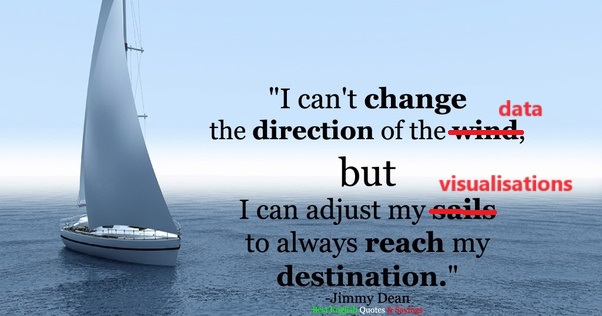 "I can't change
data
the direction of the wind,
but
visualisations
I can adjust my sails
to always reach my
destination."
-Jimmy Dean
Best English Quotes & Sayings